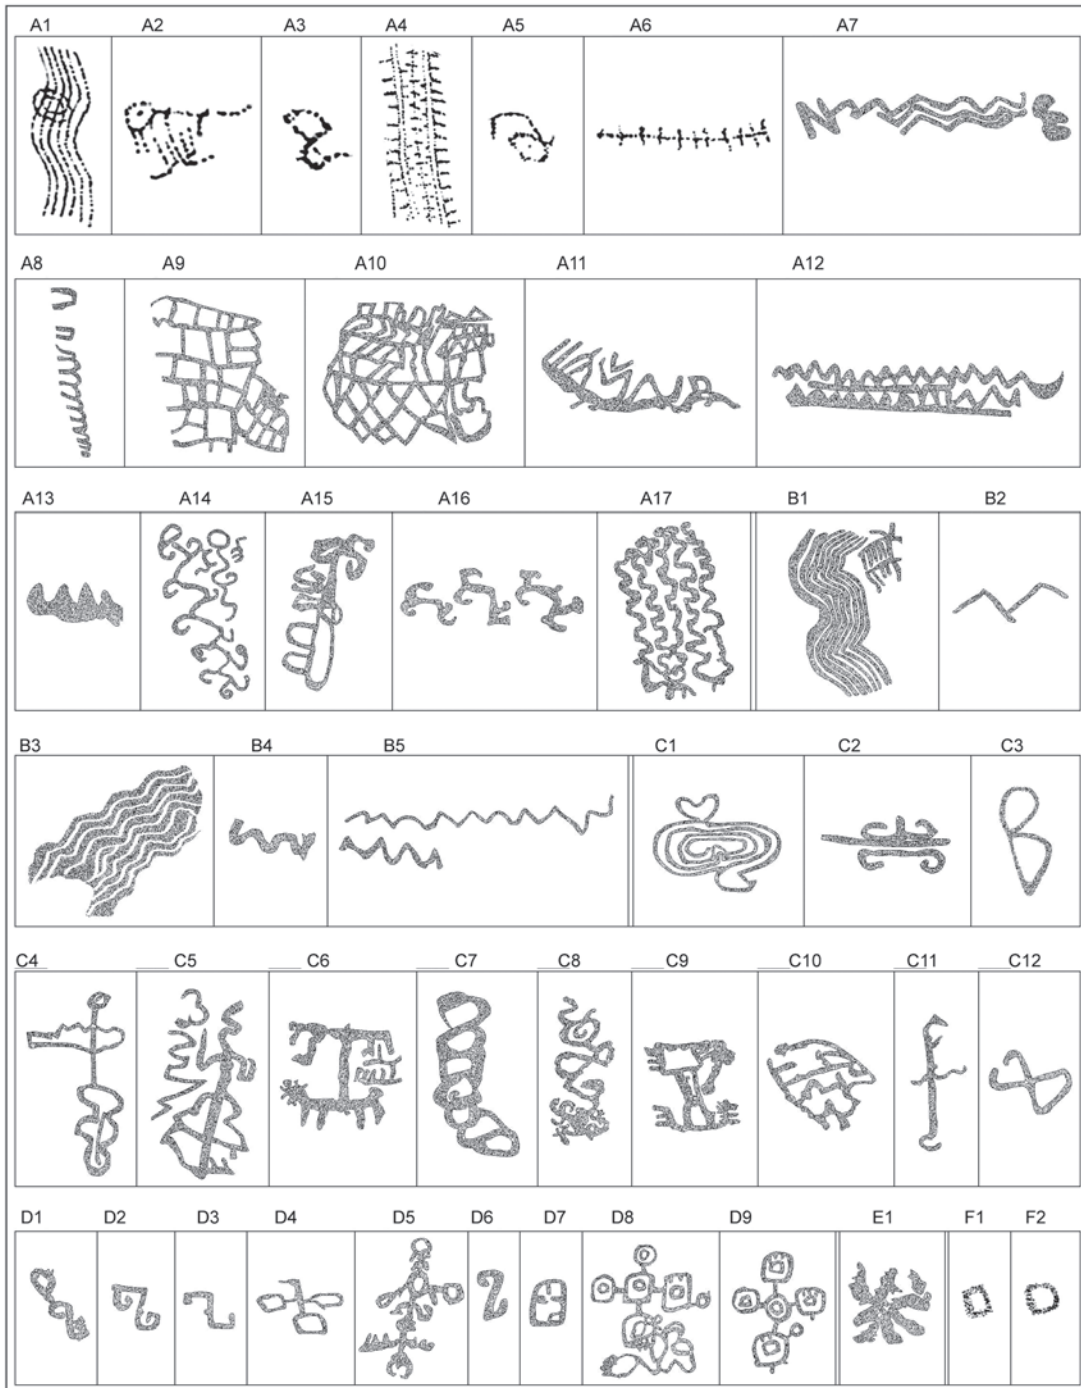 A1 A2 A3 A4 A5 A6 A7
A8 A9 A10 A11 A12
A13 A14 A15 A16 A17 B1 B2
B3 B4 B5 C1 C2 C3
C4 C5 C6 C7 C8 C9 C10 C11 C12
D1 D2 D3 D4 D5 D6 D7 D8 D9 E1 F1 F2